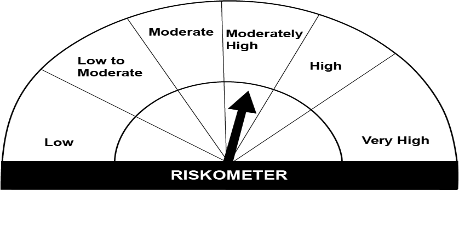 Low
Low to
Moderate
Moderate
Moderately
High
High
Very High
RISKOMETER